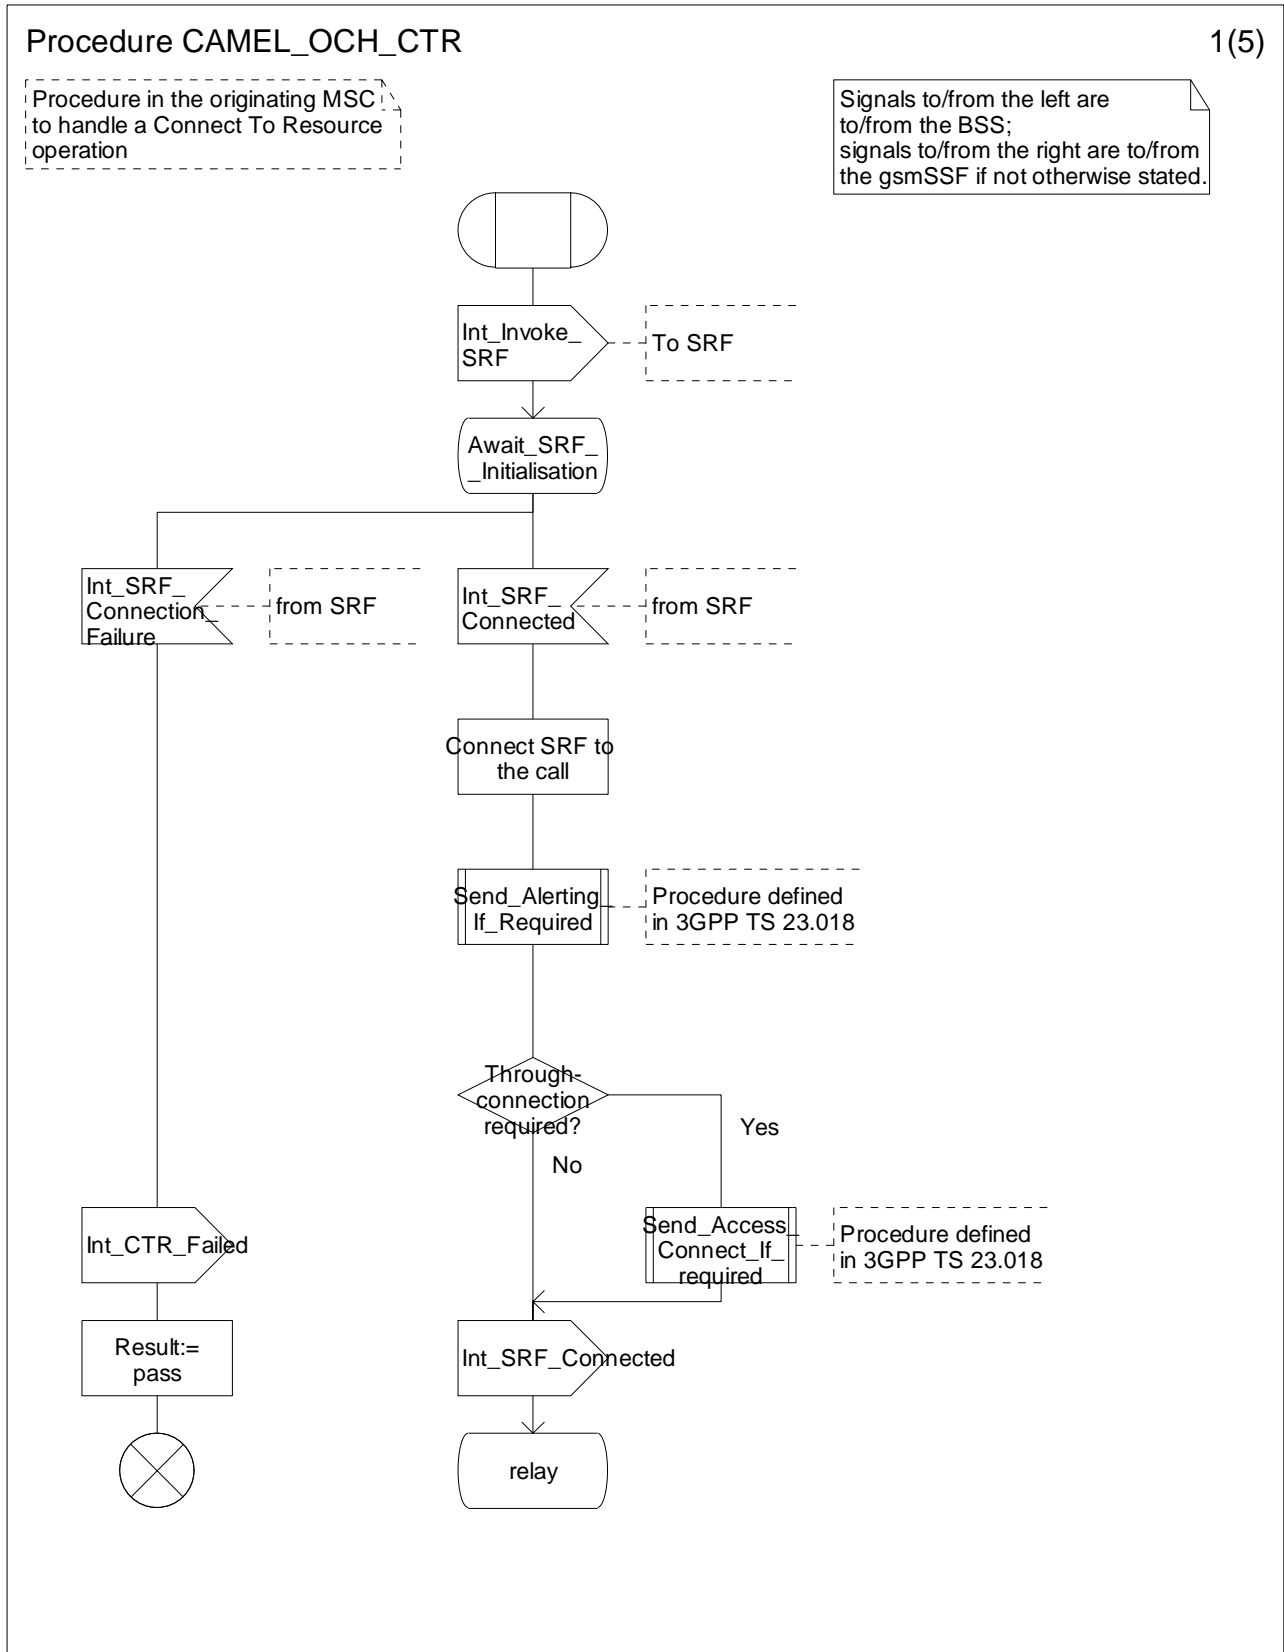 Procedure CAMEL_OCH_CTR
1(5)
Procedure in the originating MSC
to handle a Connect To Resource
operation
Signals to/from the left are
to/from the BSS;
signals to/from the right are to/from
the gsmSSF if not otherwise stated.
Int_Invoke_
SRF
To SRF
Await_SRF_
_Initialisation
Int_SRF_
Connection_
Failure
from SRF
Int_SRF_
Connected
from SRF
Connect SRF to
the call
Send_Alerting_
If_Required
Procedure defined
in 3GPP TS 23.018
Through-
connection
required?
Yes
No
Int_CTR_Failed
Send_Access_
Connect_If_
required
Procedure defined
in 3GPP TS 23.018
Result:=
pass
Int_SRF_Connected
relay